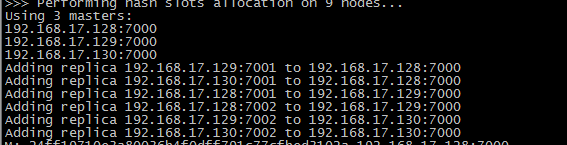 >>> Performing hash slots allocation on 9 nodes...
Using 3 masters:
192.168.17.128:7000
192.168.17.129:7000
192.168.17.130:7000
Adding replica 192.168.17.129:7001 to 192.168.17.128:7000
Adding replica 192.168.17.130:7001 to 192.168.17.128:7000
Adding replica 192.168.17.128:7001 to 192.168.17.129:7000
Adding replica 192.168.17.128:7002 to 192.168.17.129:7000
Adding replica 192.168.17.129:7002 to 192.168.17.130:7000
Adding replica 192.168.17.130:7002 to 192.168.17.130:7000
M: 192.168.17.128:7000